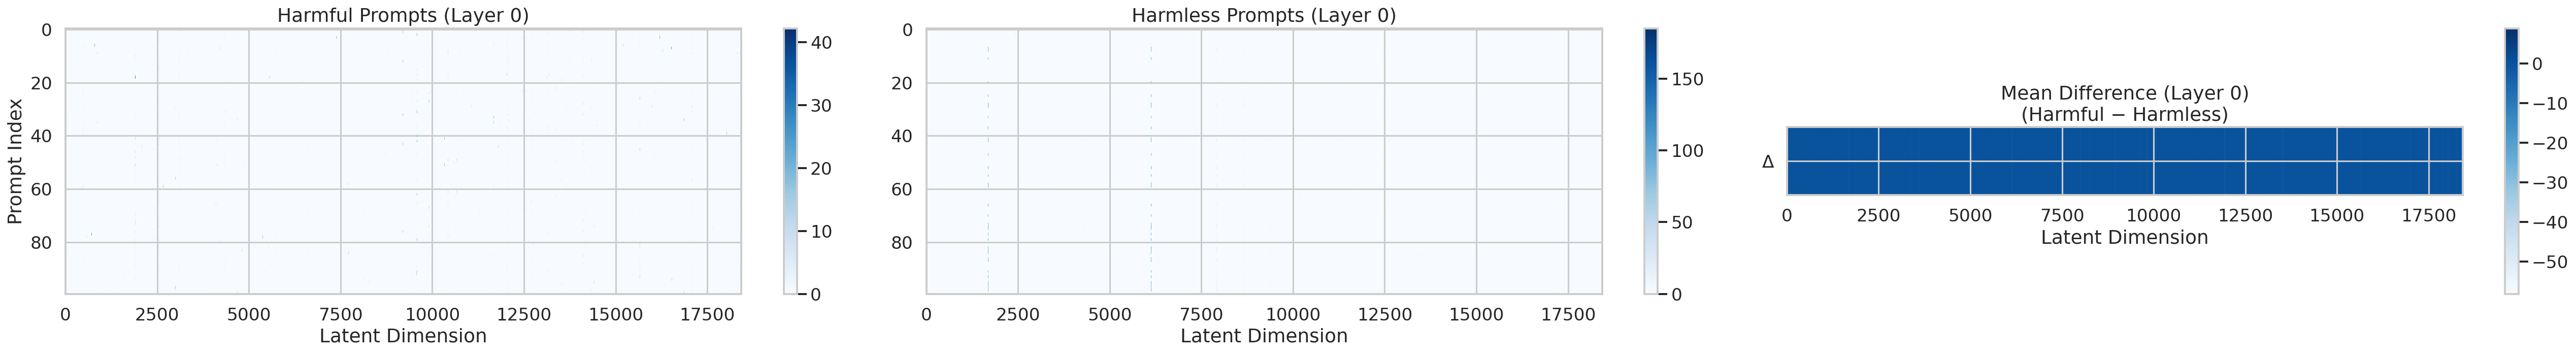 Harmful Prompts (Layer 0)
Prompt Index
0
20
40
60
80
0 2500 5000 7500 10000 12500 15000 17500
Latent Dimension
40
30
20
10
0
Harmless Prompts (Layer 0)
0
20
40
60
80
0 2500 5000 7500 10000 12500 15000 17500
Latent Dimension
150
100
50
0
Mean Difference (Layer 0)
(Harmful − Harmless)
Δ
0 2500 5000 7500 10000 12500 15000 17500
Latent Dimension
0
−10
−20
−30
−40
−50